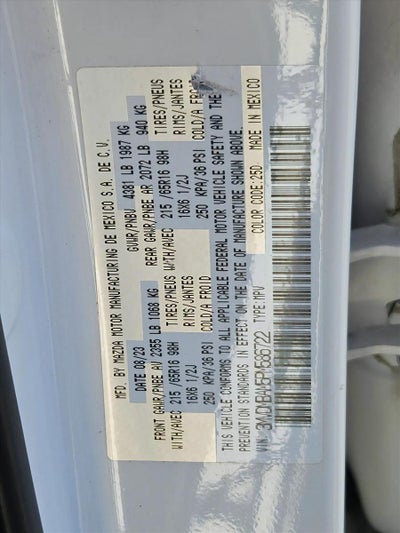 MFD. BY MAZDA MOTOR MANUFACTURING DE MEXICO S.A. DE C.V.
DATE 08/23 GVWR/PNBV 4381 LB 1987 KG
FRONT GAWR/PNBE AV 2355 LB 1068 KG REAR GAWR/PNBE AR 2072 LB 940 KG
WITH/AVEC 215 /65R16 98H TIRES/PNEUS WITH/AVEC 215 /65R16 98H TIRES/PNEUS
16X6 1/2J RIMS/JANTES 16X6 1/2J RIMS/JANTES
250 KPA/36 PSI COLD/A FROID 250 KPA/36 PSI COLD/A FROID
THIS VEHICLE CONFORMS TO ALL APPLICABLE FEDERAL MOTOR VEHICLE SAFETY AND THEFT
PREVENTION STANDARDS IN EFFECT ON THE DATE OF MANUFACTURE SHOWN ABOVE.
VIN: TYPE: MPV COLOR CODE: 25D MADE IN MEXICO